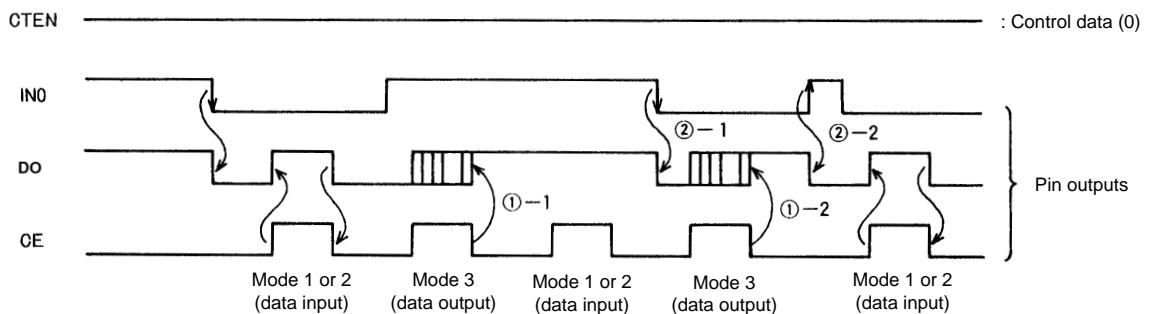 CTEN
: Control data (0)
IN0
②−1
②−2
DO
Pin outputs
①−1
①−2
CE
Mode 1 or 2
(data input)
Mode 3
(data output)
Mode 1 or 2
(data input)
Mode 3
(data output)
Mode 1 or 2
(data input)